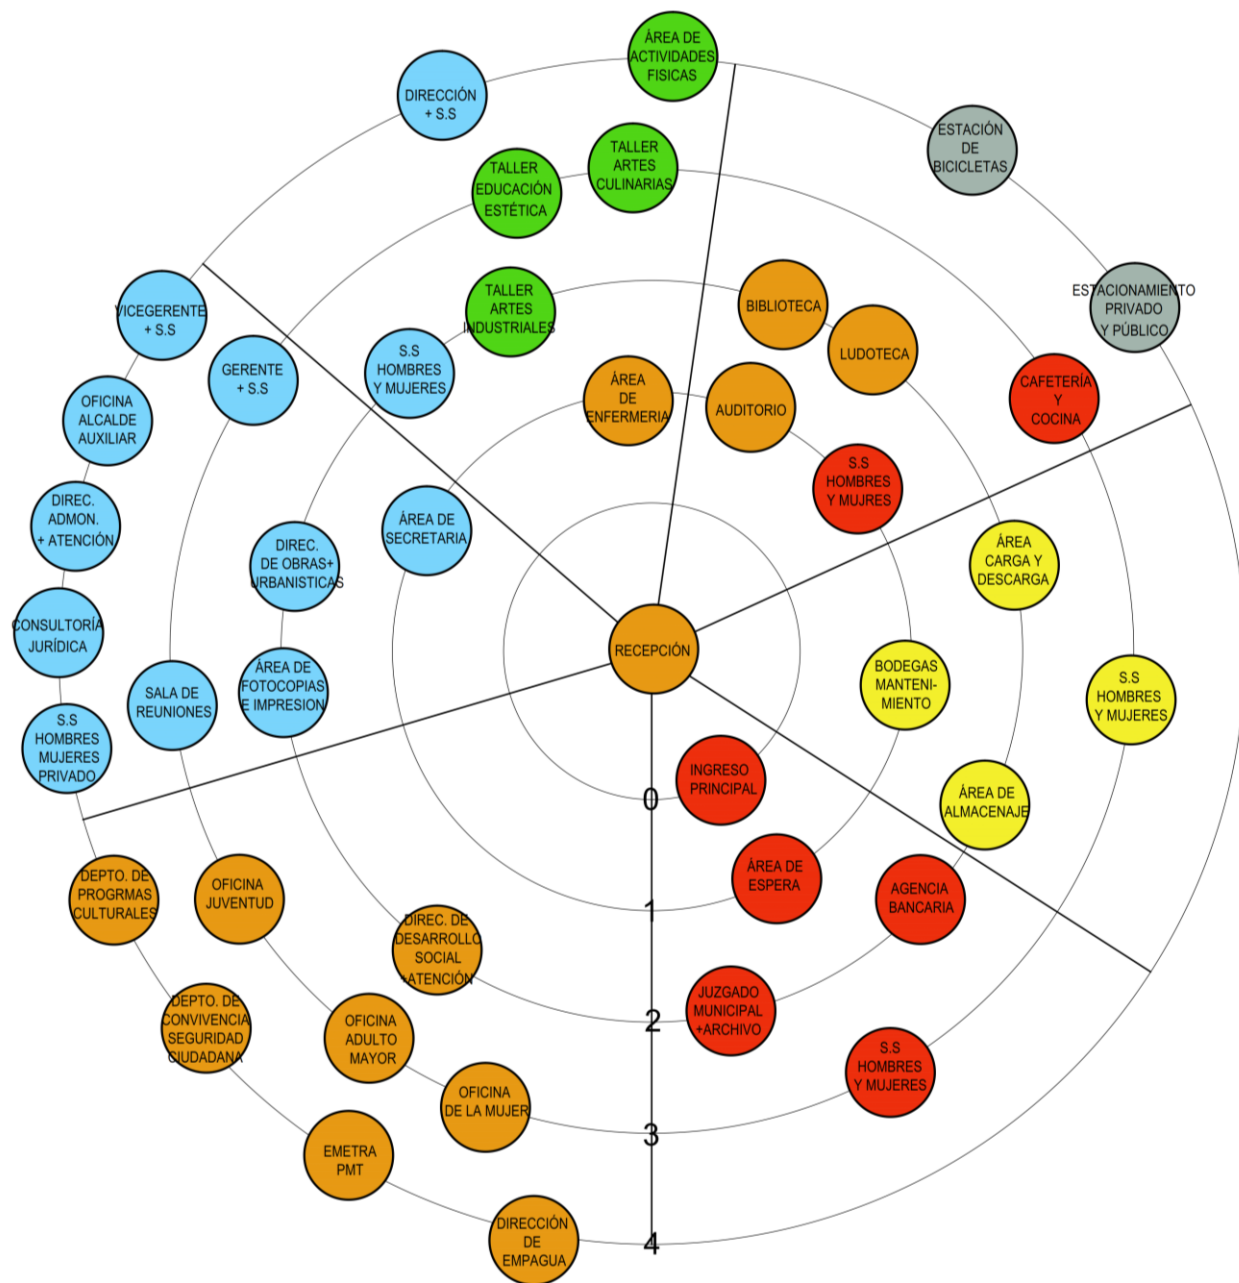 ÁREA DE
ACTIVIDADES
FISICAS
DIRECCIÓN
+ S.S
ESTACIÓN
DE
BICICLETAS
TALLER
ARTES
CULINARIAS
TALLER
EDUCACIÓN
ESTÉTICA
VICEGERENTE
+ S.S
TALLER
ARTES
INDUSTRIALES
BIBLIOTECA
ESTACIONAMIENTO
PRIVADO
Y PÚBLICO
LUDOTECA
GERENTE
+ S.S
S.S
HOMBRES
Y MUJERES
ÁREA
DE
ENFERMERIA
AUDITORIO
CAFETERÍA
Y
COCINA
OFICINA
ALCALDE
AUXILIAR
S.S
HOMBRES
Y MUJRES
DIREC.
ADMON.
+ ATENCIÓN
ÁREA DE
SECRETARIA
DIREC.
DE OBRAS+
URBANISTICAS
ÁREA
CARGA Y
DESCARGA
CONSULTORÍA
JURÍDICA
RECEPCIÓN
ÁREA DE
FOTOCOPIAS
E IMPRESION
SALA DE
REUNIONES
BODEGAS
MANTENI-
MIENTO
S.S
HOMBRES
Y MUJERES
S.S
HOMBRES
MUJERES
PRIVADO
INGRESO
PRINCIPAL
0
ÁREA DE
ALMACENAJE
ÁREA DE
ESPERA
AGENCIA
BANCARIA
1
DEPTO. DE
PROGRMAS
CULTURALES
OFICINA
JUVENTUD
DIREC. DE
DESARROLLO
SOCIAL
+ATENCIÓN
JUZGADO
MUNICIPAL
+ARCHIVO
2
DEPTO. DE
CONVIVENCIA
SEGURIDAD
CIUDADANA
OFICINA
ADULTO
MAYOR
S.S
HOMBRES
Y MUJERES
OFICINA
DE LA MUJER
3
EMETRA
PMT
DIRECCIÓN
DE
EMPAGUA
4